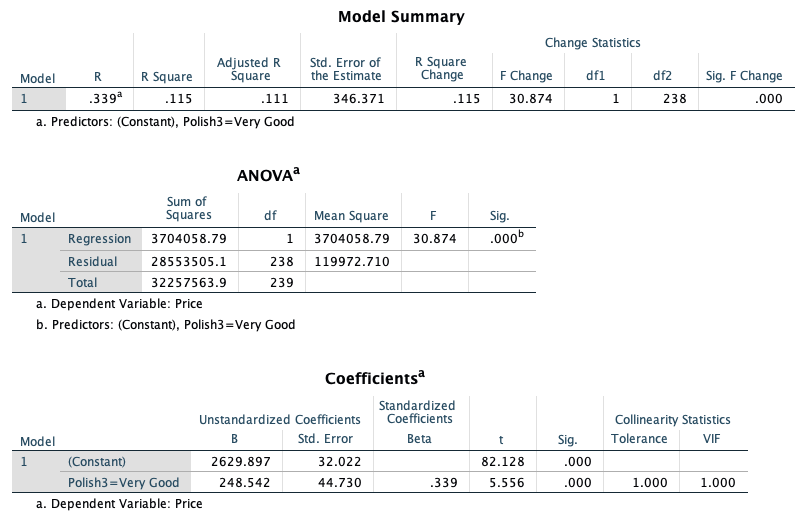 Model Summary
Change Statistics
Model R R Square Adjusted R Square Std. Error of the Estimate R Square Change F Change df1 df2 Sig. F Change
1 .339a .115 .111 346.371 .115 30.874 1 238 .000
a. Predictors: (Constant), Polish3=Very Good
ANOVAa
Model Sum of Squares df Mean Square F Sig.
1 Regression 3704058.79 1 3704058.79 30.874 .000b
Residual 28553505.1 238 119972.710
Total 32257563.9 239
a. Dependent Variable: Price
b. Predictors: (Constant), Polish3=Very Good
Coefficientsa
Unstandardized Coefficients Standardized Coefficients Collinearity Statistics
Model B Std. Error Beta t Sig. Tolerance VIF
1 (Constant) 2629.897 32.022 82.128 .000
Polish3=Very Good 248.542 44.730 .339 5.556 .000 1.000 1.000
a. Dependent Variable: Price